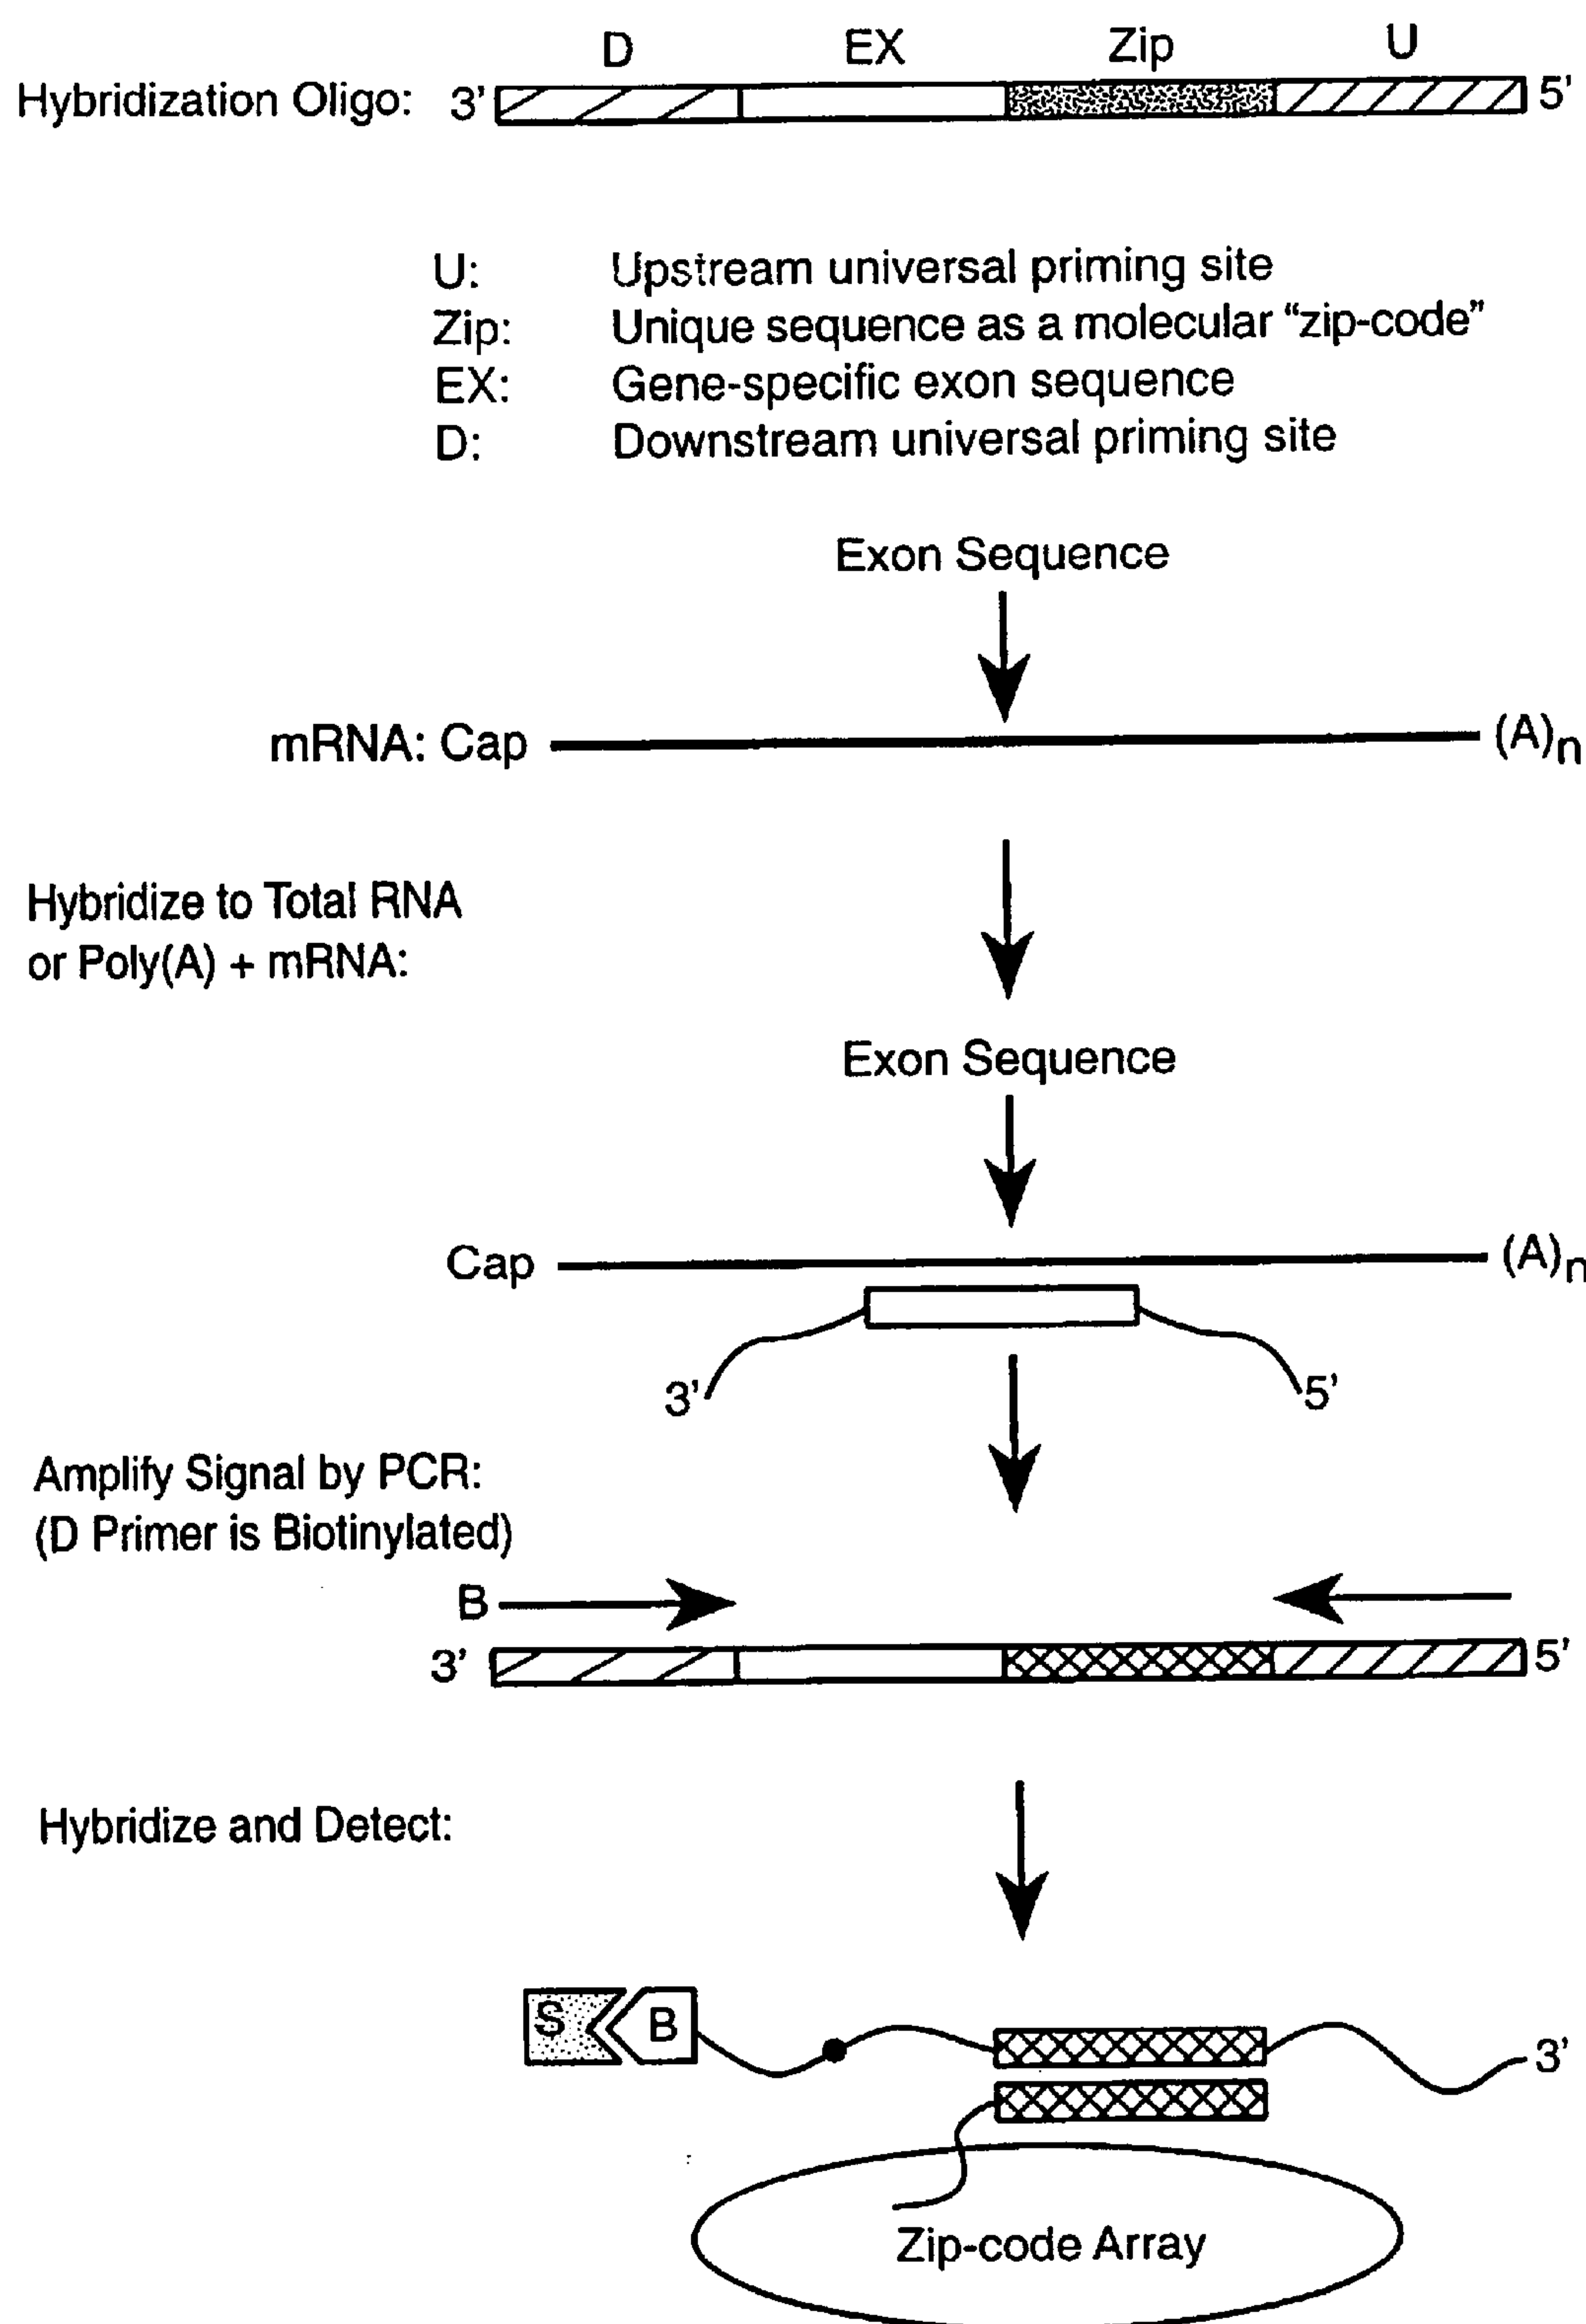 D EX Zip U
Hybridization Oligo: 3' 5'
U: Upstream universal priming site
Zip: Unique sequence as a molecular “zip-code”
EX: Gene-specific exon sequence
D: Downstream universal priming site
Exon Sequence
mRNA: Cap (A)n
Hybridize to Total RNA
or Poly(A) + mRNA:
Exon Sequence
Cap (A)n
3' 5'
Amplify Signal by PCR:
(D Primer is Biotinylated)
B
3' 5'
Hybridize and Detect:
S B 3'
Zip-code Array